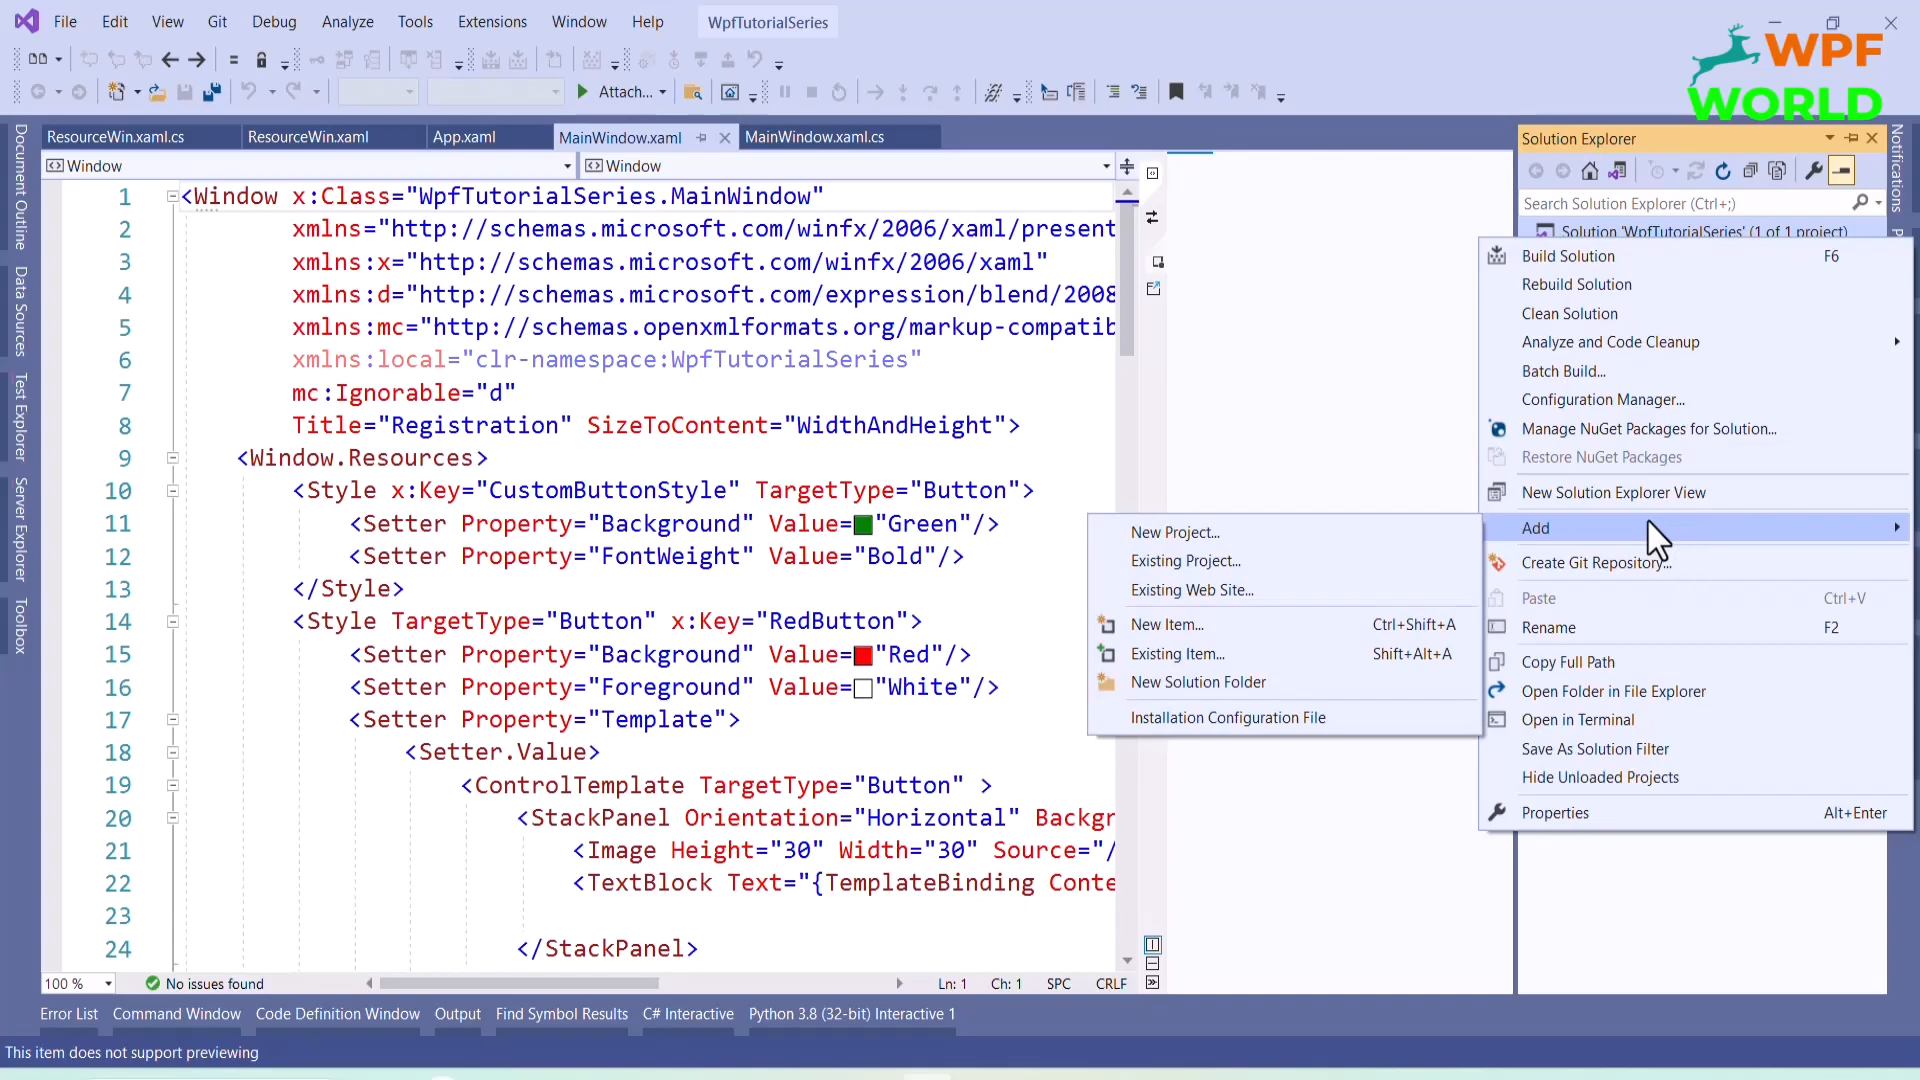 File Edit View Git Debug Analyze Tools Extensions Window Help WpfTutorialSeries
WPF
WORLD
Attach...
ResourceWin.xaml.cs ResourceWin.xaml App.xaml MainWindow.xaml MainWindow.xaml.cs
Window Window
1 <Window x:Class="WpfTutorialSeries.MainWindow"
2 xmlns="http://schemas.microsoft.com/winfx/2006/xaml/present
3 xmlns:x="http://schemas.microsoft.com/winfx/2006/xaml"
4 xmlns:d="http://schemas.microsoft.com/expression/blend/2008
5 xmlns:mc="http://schemas.openxmlformats.org/markup-compatib
6 xmlns:local="clr-namespace:WpfTutorialSeries"
7 mc:Ignorable="d"
8 Title="Registration" SizeToContent="WidthAndHeight">
9 <Window.Resources>
10 <Style x:Key="CustomButtonStyle" TargetType="Button">
11 <Setter Property="Background" Value="Green"/>
12 <Setter Property="FontWeight" Value="Bold"/>
13 </Style>
14 <Style TargetType="Button" x:Key="RedButton">
15 <Setter Property="Background" Value="Red"/>
16 <Setter Property="Foreground" Value="White"/>
17 <Setter Property="Template">
18 <Setter.Value>
19 <ControlTemplate TargetType="Button" >
20 <StackPanel Orientation="Horizontal" Backgr
21 <Image Height="30" Width="30" Source="/
22 <TextBlock Text="{TemplateBinding Conte
23
24 </StackPanel>
100 % No issues found Ln: 1 Ch: 1 SPC CRLF
Document Outline
Data Sources
Test Explorer
Server Explorer
Toolbox
Solution Explorer
Search Solution Explorer (Ctrl+;)
Solution 'WpfTutorialSeries' (1 of 1 project)
Notifications
Build Solution F6
Rebuild Solution
Clean Solution
Analyze and Code Cleanup
Batch Build...
Configuration Manager...
Manage NuGet Packages for Solution...
Restore NuGet Packages
New Solution Explorer View
Add
Create Git Repository...
Paste Ctrl+V
Rename F2
Copy Full Path
Open Folder in File Explorer
Open in Terminal
Save As Solution Filter
Hide Unloaded Projects
Properties Alt+Enter
New Project...
Existing Project...
Existing Web Site...
New Item... Ctrl+Shift+A
Existing Item... Shift+Alt+A
New Solution Folder
Installation Configuration File
Error List Command Window Code Definition Window Output Find Symbol Results C# Interactive Python 3.8 (32-bit) Interactive 1
This item does not support previewing